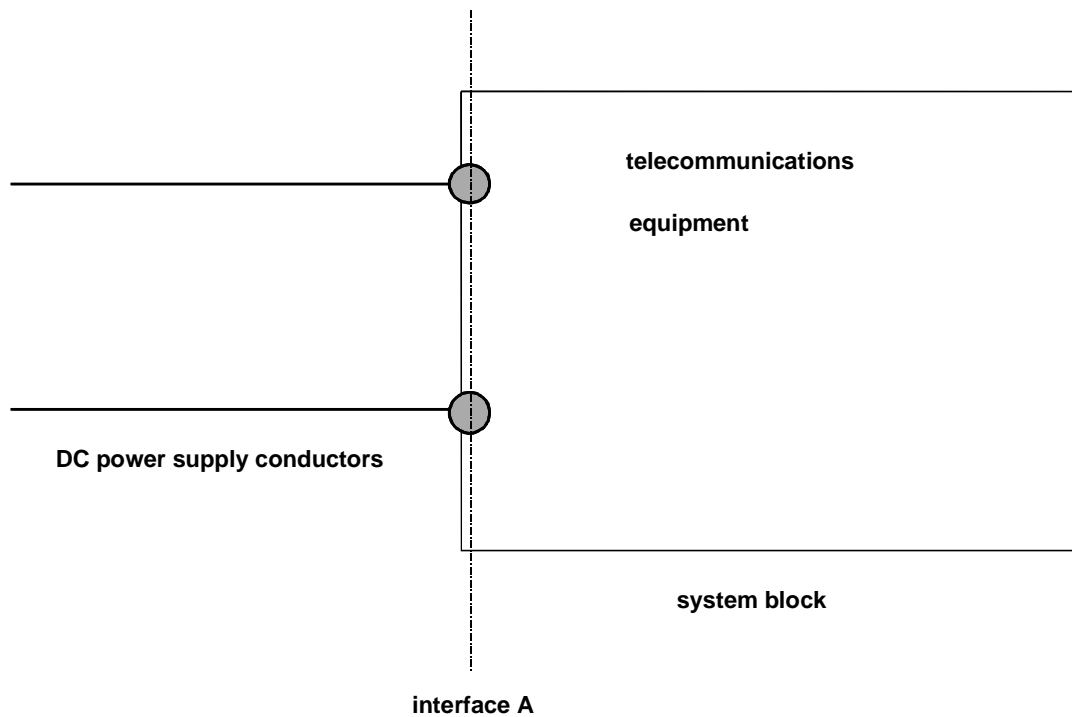 telecommunications
equipment
DC power supply conductors
system block
interface A